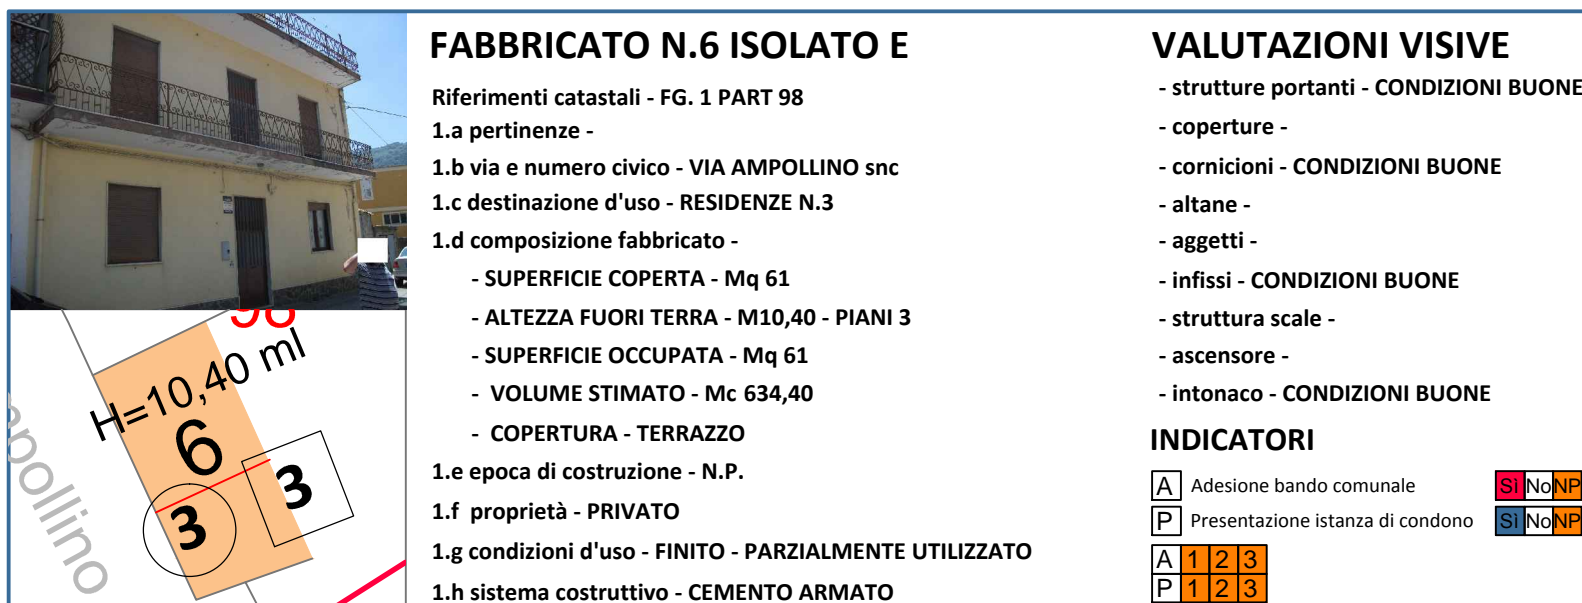 FABBRICATO N.6 ISOLATO E
Riferimenti catastali - FG. 1 PART 98
1.a pertinenze -
1.b via e numero civico - VIA AMPOLLINO snc
1.c destinazione d'uso - RESIDENZE N.3
1.d composizione fabbricato -
- SUPERFICIE COPERTA - Mq 61
- ALTEZZA FUORI TERRA - M10,40 - PIANI 3
- SUPERFICIE OCCUPATA - Mq 61
- VOLUME STIMATO - Mc 634,40
- COPERTURA - TERRAZZO
1.e epoca di costruzione - N.P.
1.f proprietà - PRIVATO
1.g condizioni d'uso - FINITO - PARZIALMENTE UTILIZZATO
1.h sistema costruttivo - CEMENTO ARMATO
VALUTAZIONI VISIVE
- strutture portanti - CONDIZIONI BUONE
- coperture -
- cornicioni - CONDIZIONI BUONE
- altane -
- aggetti -
- infissi - CONDIZIONI BUONE
- struttura scale -
- ascensore -
- intonaco - CONDIZIONI BUONE
INDICATORI
A Adesione bando comunale Sì No NP
P Presentazione istanza di condono Sì No NP
A 1 2 3
P 1 2 3
98
H=10,40 ml
6
3
3
pollino